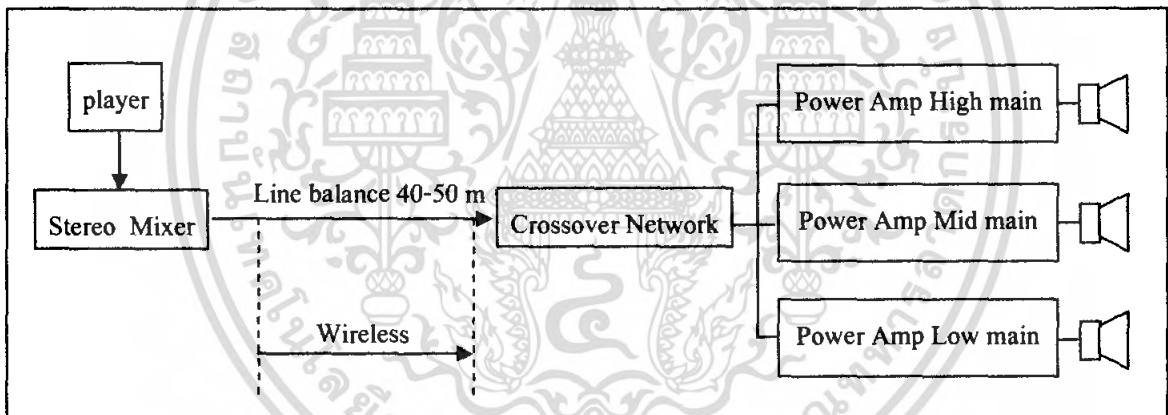 player
Stereo Mixer
Line balance 40-50 m
Wireless
Crossover Network
Power Amp High main
Power Amp Mid main
Power Amp Low main